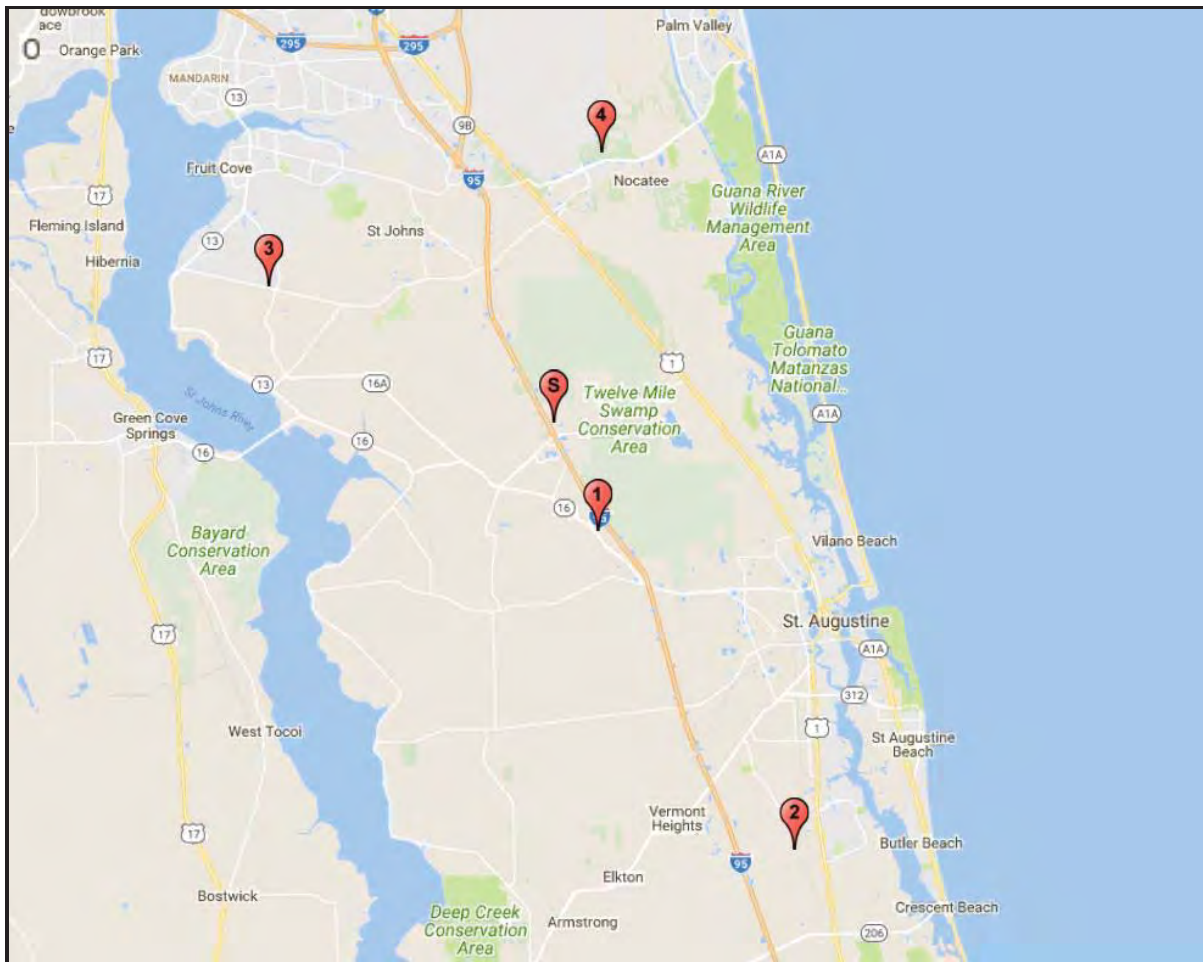 dowbrook
ace
Orange Park
O
e
MANDARIN
13
295
295
Palm Valley
4
9B
A1A
Fruit Cove
95
Nocatee
17
Guana River
Wildlife
Management
Area
Fleming Island
13
St Johns
Hibernia
3
Guana
Tolomato
Matanzas
National...
17
1
13
16A
S
Twelve Mile
Swamp
Conservation
Area
A1A
St Johns River
Green Cove
Springs
16
16
1
16
Bayard
Conservation
Area
Vilano Beach
17
St. Augustine
A1A
312
West Tocoi
1
St Augustine
Beach
Vermont
Heights
2
17
95
Butler Beach
Elkton
Bostwick
Deep Creek
Conservation
Area
Armstrong
Crescent Beach
206